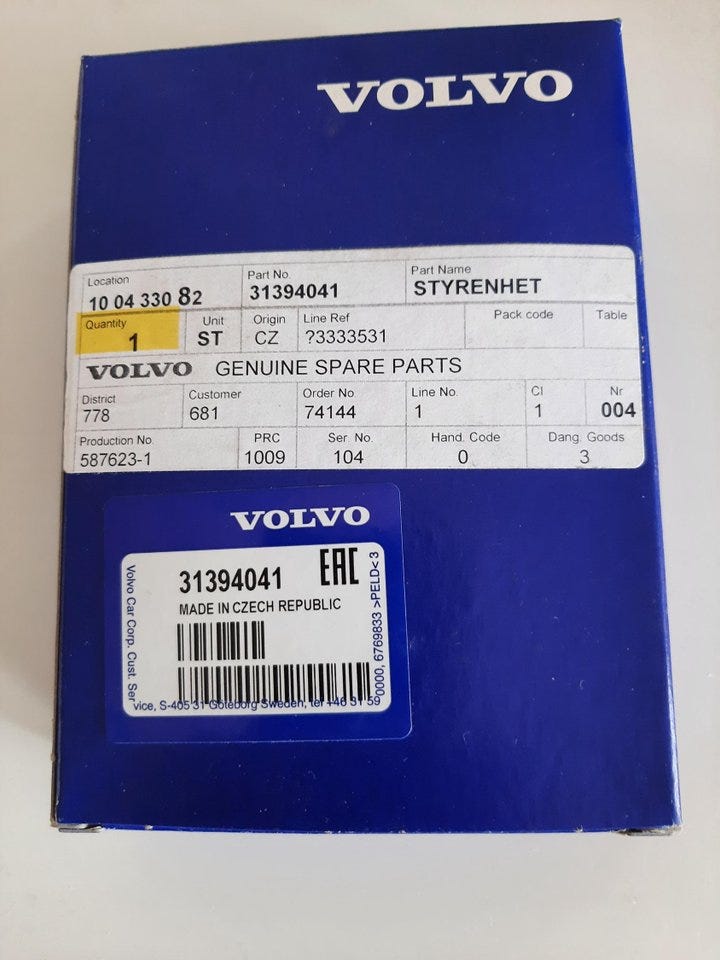 VOLVO
Location Part No. Part Name
10 04 330 82 31394041 STYRENHET
Quantity Unit Origin Line Ref Pack code Table
1 ST CZ ?3333531
VOLVO GENUINE SPARE PARTS
District Customer Order No. Line No. CI Nr
778 681 74144 1 1 004
Production No. PRC Ser. No. Hand. Code Dang. Goods
587623-1 1009 104 0 3
VOLVO
31394041 EAC
MADE IN CZECH REPUBLIC
Volvo Car Corp. Cust. Ser
vice, S-405 31 Göteborg Sweden, tel +46 31 59
0000, 6769833 >PELD< 3